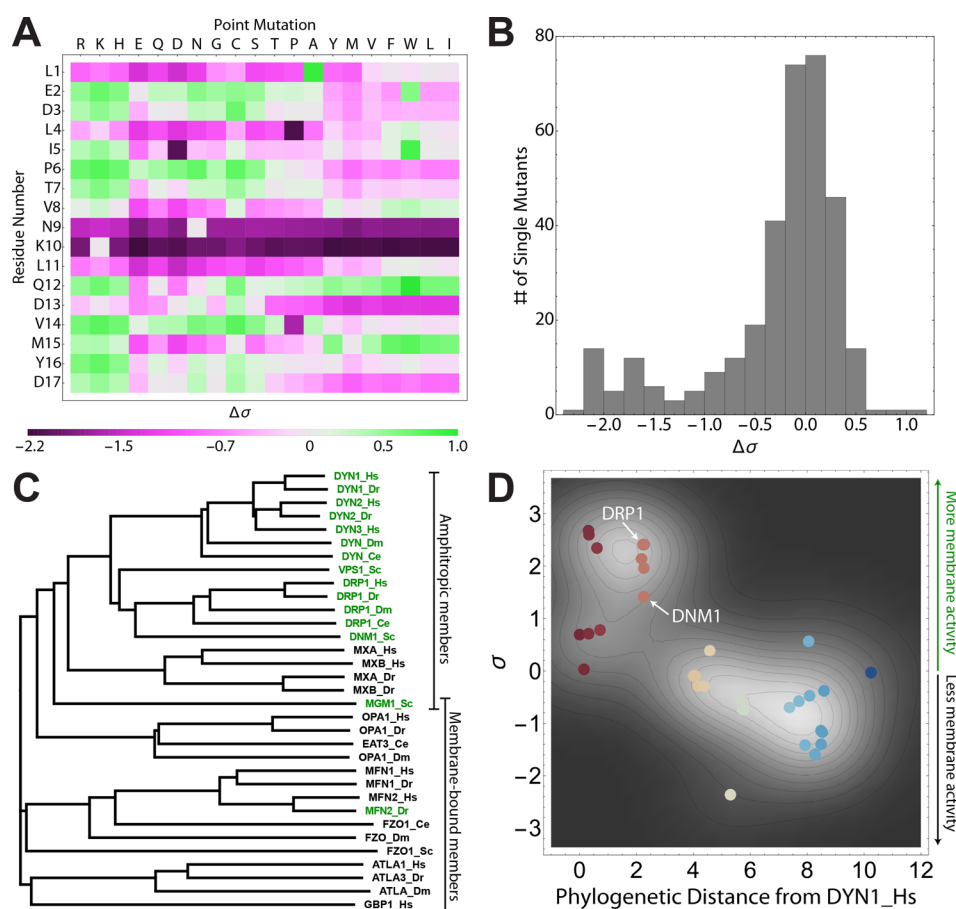 A
Point Mutation
R K H E Q D N G C S T P A Y M V F W L I
Residue Number
L1
E2
D3
L4
I5
P6
T7
V8
N9
K10
L11
Q12
D13
V14
M15
Y16
D17
Δσ
−2.2 −1.5 −0.7 0 0.5 1.0
B
# of Single Mutants
80
60
40
20
0
−2.0 −1.5 −1.0 −0.5 0.0 0.5 1.0
Δσ
C
DYN1_Hs
DYN1_Dr
DYN2_Hs
DYN2_Dr
DYN3_Hs
DYN_Dm
DYN_Ce
VPS1_Sc
DRP1_Hs
DRP1_Dr
DRP1_Dm
DRP1_Ce
DNM1_Sc
MXA_Hs
MXB_Hs
MXA_Dr
MXB_Dr
MGM1_Sc
OPA1_Hs
OPA1_Dr
EAT3_Ce
OPA1_Dm
MFN1_Hs
MFN1_Dr
MFN2_Hs
MFN2_Dr
FZO1_Ce
FZO_Dm
FZO1_Sc
ATLA1_Hs
ATLA3_Dr
ATLA_Dm
GBP1_Hs
Amphitropic members
Membrane-bound members
D
DRP1
DNM1
σ
3
2
1
0
−1
−2
−3
0 2 4 6 8 10 12
Phylogenetic Distance from DYN1_Hs
More membrane activity
Less membrane activity